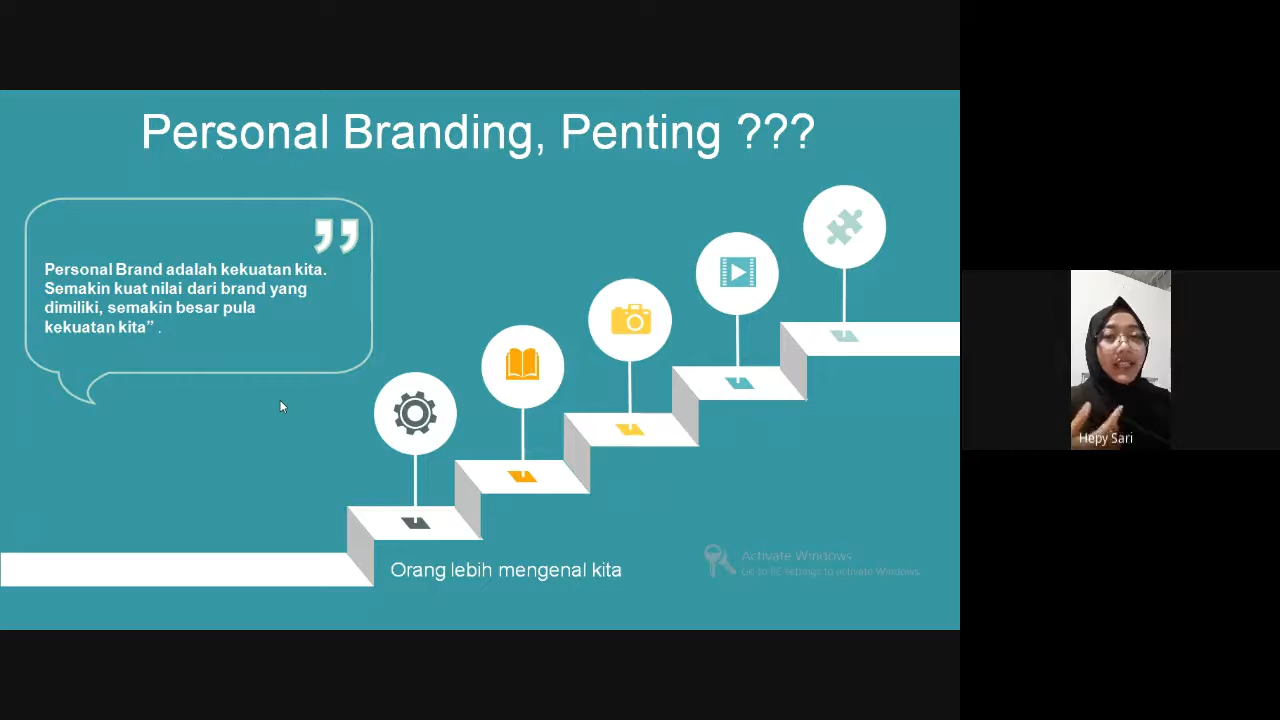 Personal Branding, Penting ???
Personal Brand adalah kekuatan kita.
Semakin kuat nilai dari brand yang
dimiliki, semakin besar pula
kekuatan kita” .
Orang lebih mengenal kita
Activate Windows
Go to PC settings to activate Windows.
Hepy Sari